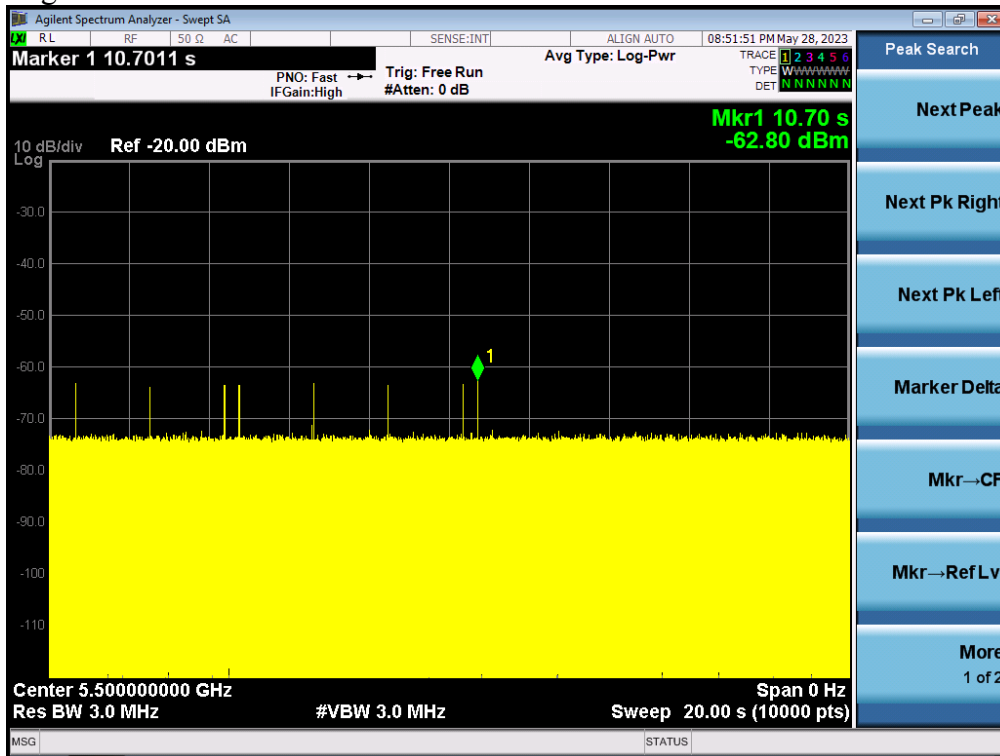 Agilent Spectrum Analyzer - Swept SA
LXI RL RF 50 Ω AC SENSE:INT ALIGN AUTO 08:51:51 PM May 28, 2023
Marker 1 10.7011 s
PNO: Fast
IFGain:High
Trig: Free Run
#Atten: 0 dB
Avg Type: Log-Pwr
TRACE 1 2 3 4 5 6
TYPE WWWWWW
DET N N N N N N
Mkr1 10.70 s
-62.80 dBm
10 dB/div Ref -20.00 dBm
Log
-30.0
-40.0
-50.0
-60.0
1
-70.0
-80.0
-90.0
-100
-110
Center 5.500000000 GHz Span 0 Hz
Res BW 3.0 MHz #VBW 3.0 MHz Sweep 20.00 s (10000 pts)
MSG STATUS
Peak Search
Next Peak
Next Pk Right
Next Pk Left
Marker Delta
Mkr→CF
Mkr→Ref Lv
More
1 of 2